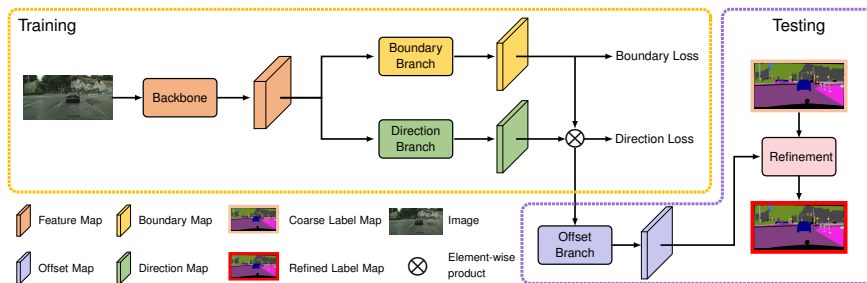 Training
Testing
Boundary
Branch
Boundary Loss
Backbone
Direction
Branch
Direction Loss
Refinement
Feature Map
Boundary Map
Coarse Label Map
Image
Offset
Branch
Offset Map
Direction Map
Refined Label Map
Element-wise
product